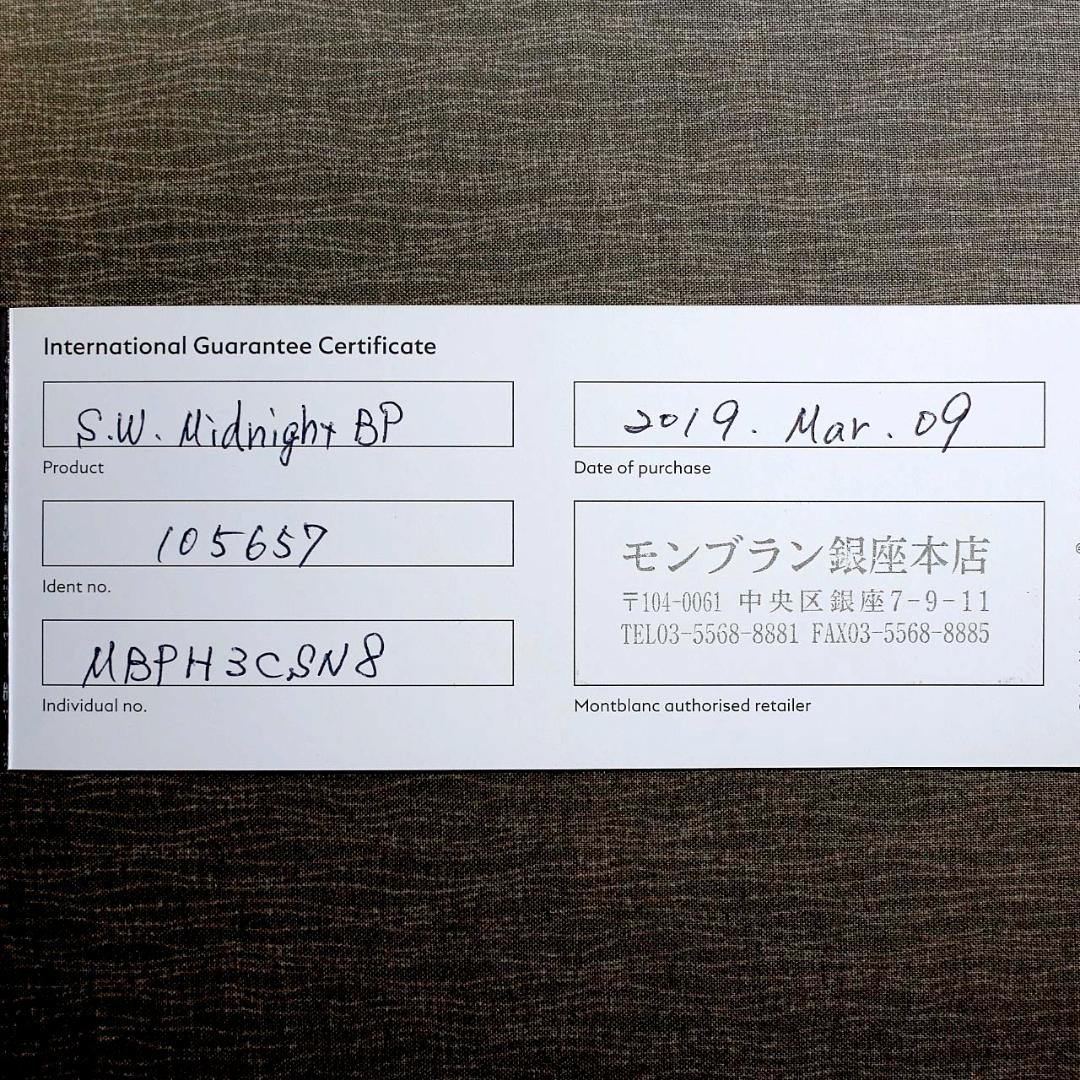 International Guarantee Certificate
S.W. Midnight BP
Product
105657
Ident no.
MBPH3CSN8
Individual no.
2019. Mar. 09
Date of purchase
モンブラン銀座本店
〒104-0061 中央区銀座7-9-11
TEL03-5568-8881 FAX03-5568-8885
Montblanc authorised retailer